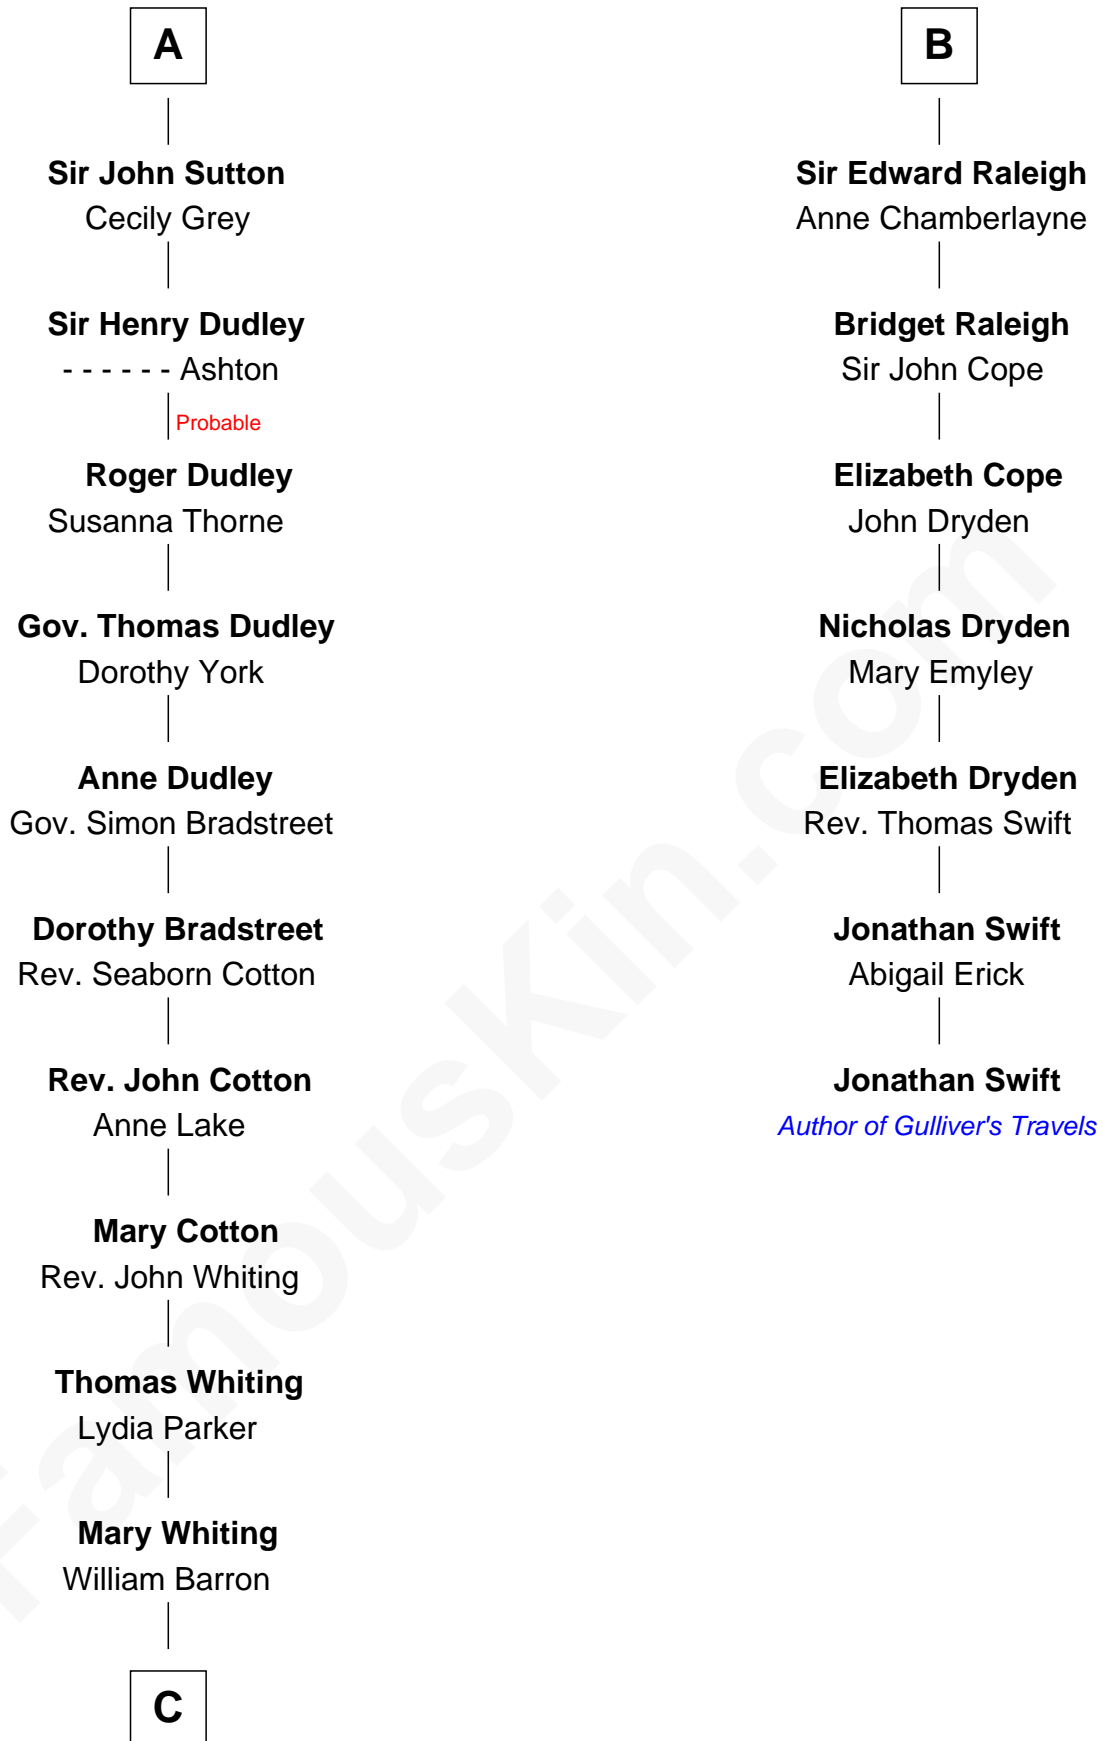 A
Sir John Sutton
Cecily Grey
Sir Henry Dudley
- - - - - - Ashton
Probable
Roger Dudley
Susanna Thorne
Gov. Thomas Dudley
Dorothy York
Anne Dudley
Gov. Simon Bradstreet
Dorothy Bradstreet
Rev. Seaborn Cotton
Rev. John Cotton
Anne Lake
Mary Cotton
Rev. John Whiting
Thomas Whiting
Lydia Parker
Mary Whiting
William Barron
C
B
Sir Edward Raleigh
Anne Chamberlayne
Bridget Raleigh
Sir John Cope
Elizabeth Cope
John Dryden
Nicholas Dryden
Mary Emyley
Elizabeth Dryden
Rev. Thomas Swift
Jonathan Swift
Abigail Erick
Jonathan Swift
Author of Gulliver's Travels
FamousKin.com